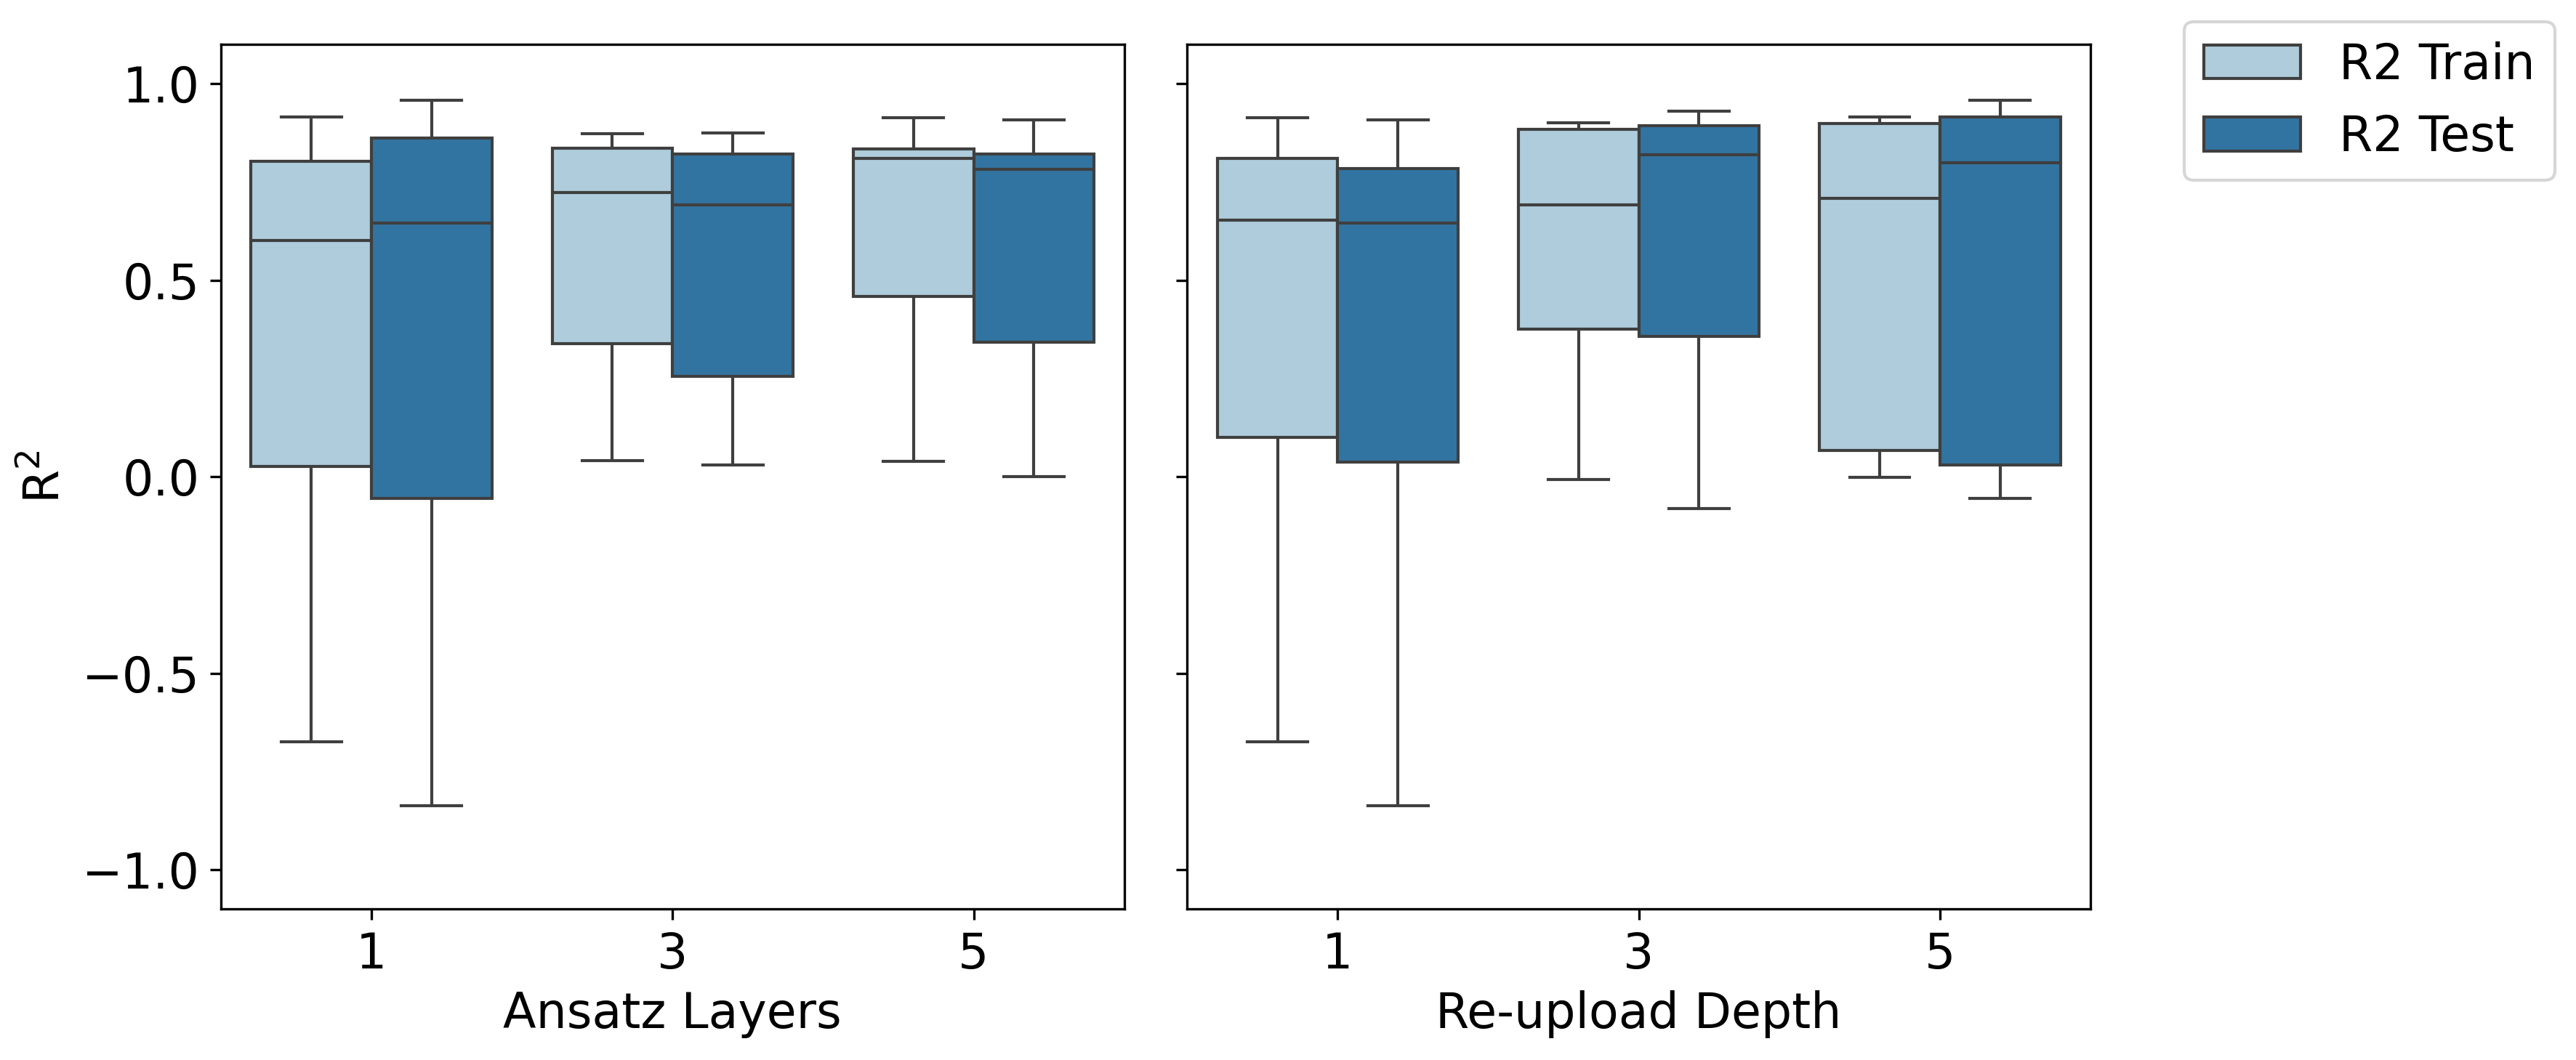 R2 Train
R2 Test
1.0
0.5
0.0
−0.5
−1.0
R²
1 3 5
Ansatz Layers
1 3 5
Re-upload Depth